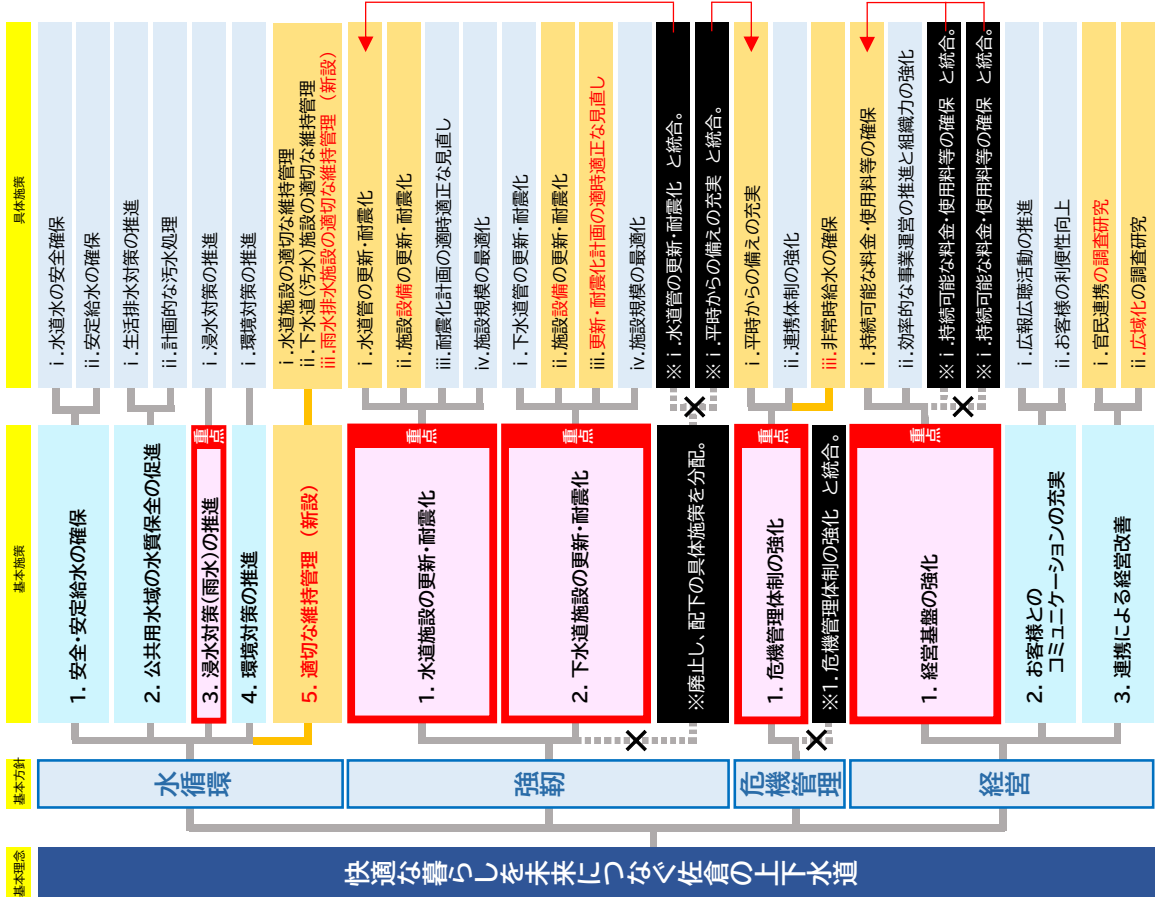 基本理念
基本方針
基本施策
具体施策
快適な暮らしを未来につなぐ佐倉の上下水道
水循環
1. 安全・安定給水の確保
ⅰ.水道水の安全確保
ⅱ.安定給水の確保
2. 公共用水域の水質保全の促進
ⅰ.生活排水対策の推進
ⅱ.計画的な汚水処理
3. 浸水対策(雨水)の推進
重点
ⅰ.浸水対策の推進
4. 環境対策の推進
ⅰ.環境対策の推進
5. 適切な維持管理 (新設)
ⅰ.水道施設の適切な維持管理
ⅱ.下水道(汚水)施設の適切な維持管理
ⅲ.雨水排水施設の適切な維持管理 (新設)
強靭
1. 水道施設の更新・耐震化
重点
ⅰ.水道管の更新・耐震化
ⅱ.施設設備の更新・耐震化
ⅲ.耐震化計画の適時適正な見直し
ⅳ.施設規模の最適化
2. 下水道施設の更新・耐震化
重点
ⅰ.下水道管の更新・耐震化
ⅱ.施設設備の更新・耐震化
ⅲ.更新・耐震化計画の適時適正な見直し
ⅳ.施設規模の最適化
※廃止し、配下の具体施策を分配。
※ⅰ.水道管の更新・耐震化 と統合。
※ⅰ.平時からの備えの充実 と統合。
危機管理
1. 危機管理体制の強化
重点
ⅰ.平時からの備えの充実
ⅱ.連携体制の強化
ⅲ.非常時給水の確保
※1. 危機管理体制の強化 と統合。
経営
1. 経営基盤の強化
重点
ⅰ.持続可能な料金・使用料等の確保
ⅱ.効率的な事業運営の推進と組織力の強化
※ⅰ.持続可能な料金・使用料等の確保 と統合。
※ⅰ.持続可能な料金・使用料等の確保 と統合。
2. お客様との
コミュニケーションの充実
ⅰ.広報広聴活動の推進
ⅱ.お客様の利便性向上
3. 連携による経営改善
ⅰ.官民連携の調査研究
ⅱ.広域化の調査研究